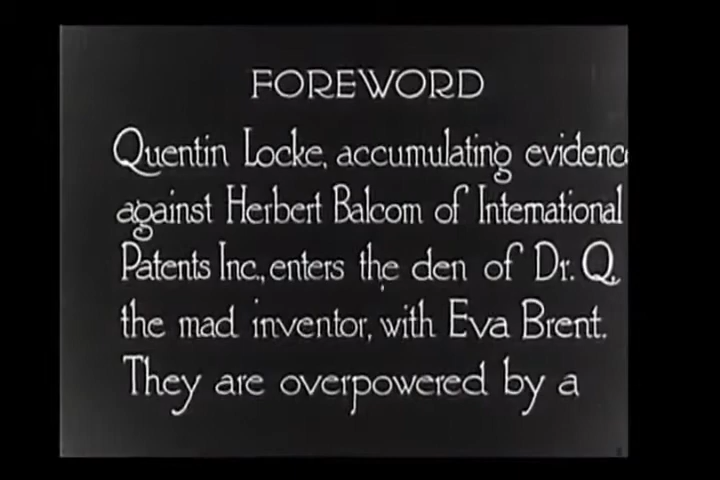 FOREWORD
Quentin Locke, accumulating evidenc
against Herbert Balcom of International
Patents Inc., enters the den of Dr. Q,
the mad inventor, with Eva Brent.
They are overpowered by a